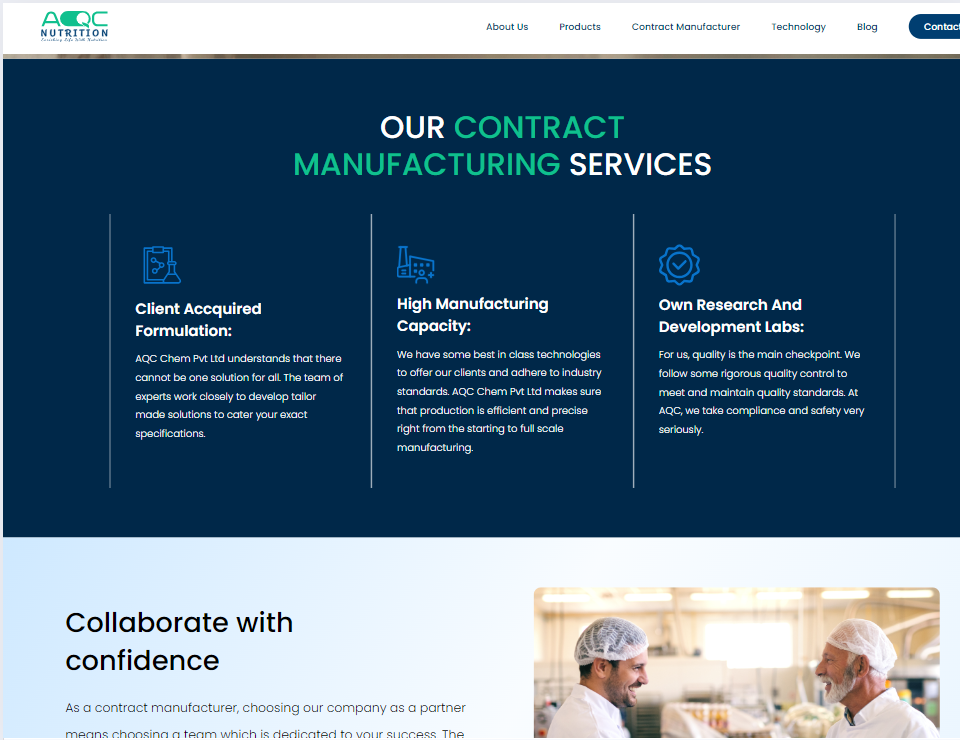 AQC
NUTRITION
Enriching Life With Nutrition
About Us
Products
Contract Manufacturer
Technology
Blog
Contact
OUR CONTRACT
MANUFACTURING SERVICES
Client Accquired
Formulation:
AQC Chem Pvt Ltd understands that there
cannot be one solution for all. The team of
experts work closely to develop tailor
made solutions to cater your exact
specifications.
High Manufacturing
Capacity:
We have some best in class technologies
to offer our clients and adhere to industry
standards. AQC Chem Pvt Ltd makes sure
that production is efficient and precise
right from the starting to full scale
manufacturing.
Own Research And
Development Labs:
For us, quality is the main checkpoint. We
follow some rigorous quality control to
meet and maintain quality standards. At
AQC, we take compliance and safety very
seriously.
Collaborate with
confidence
As a contract manufacturer, choosing our company as a partner
means choosing a team which is dedicated to your success. The